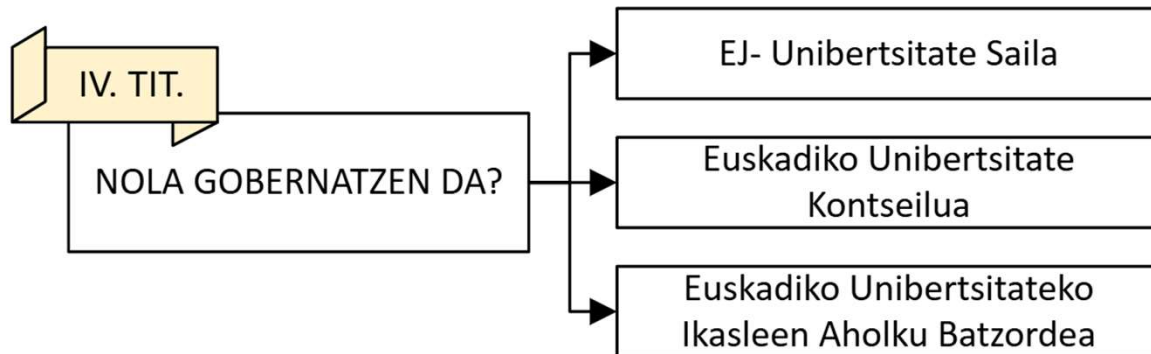 IV. TIT.
NOLA GOBERNATZEN DA?
EJ- Unibertsitate Saila
Euskadiko Unibertsitate
Kontseilua
Euskadiko Unibertsitateko
Ikasleen Aholku Batzordea